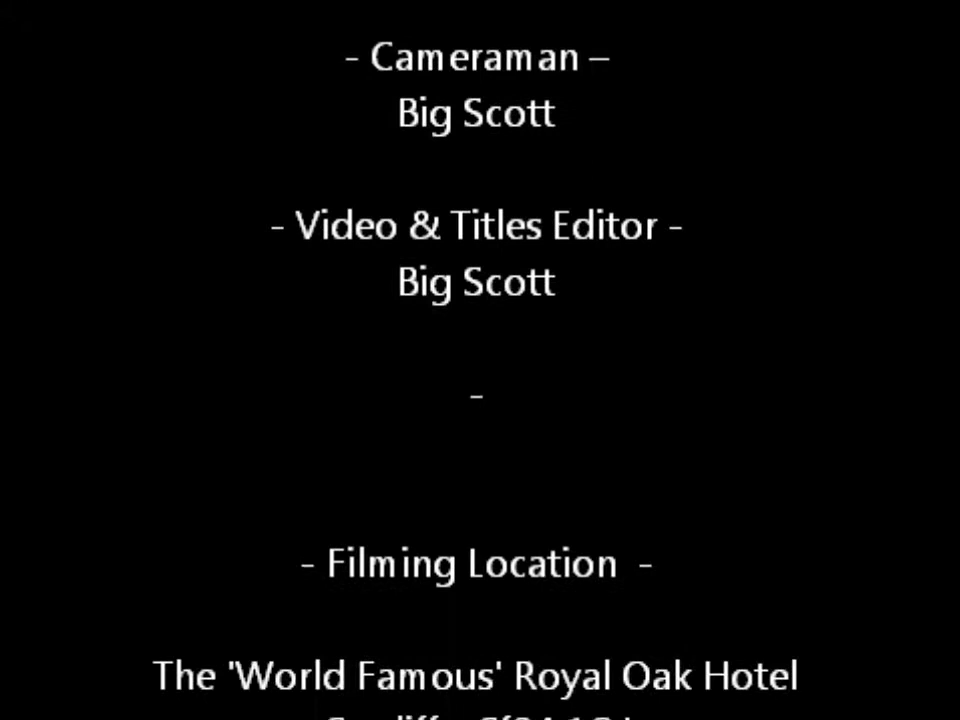 - Cameraman –
Big Scott
- Video & Titles Editor -
Big Scott
-
- Filming Location -
The 'World Famous' Royal Oak Hotel